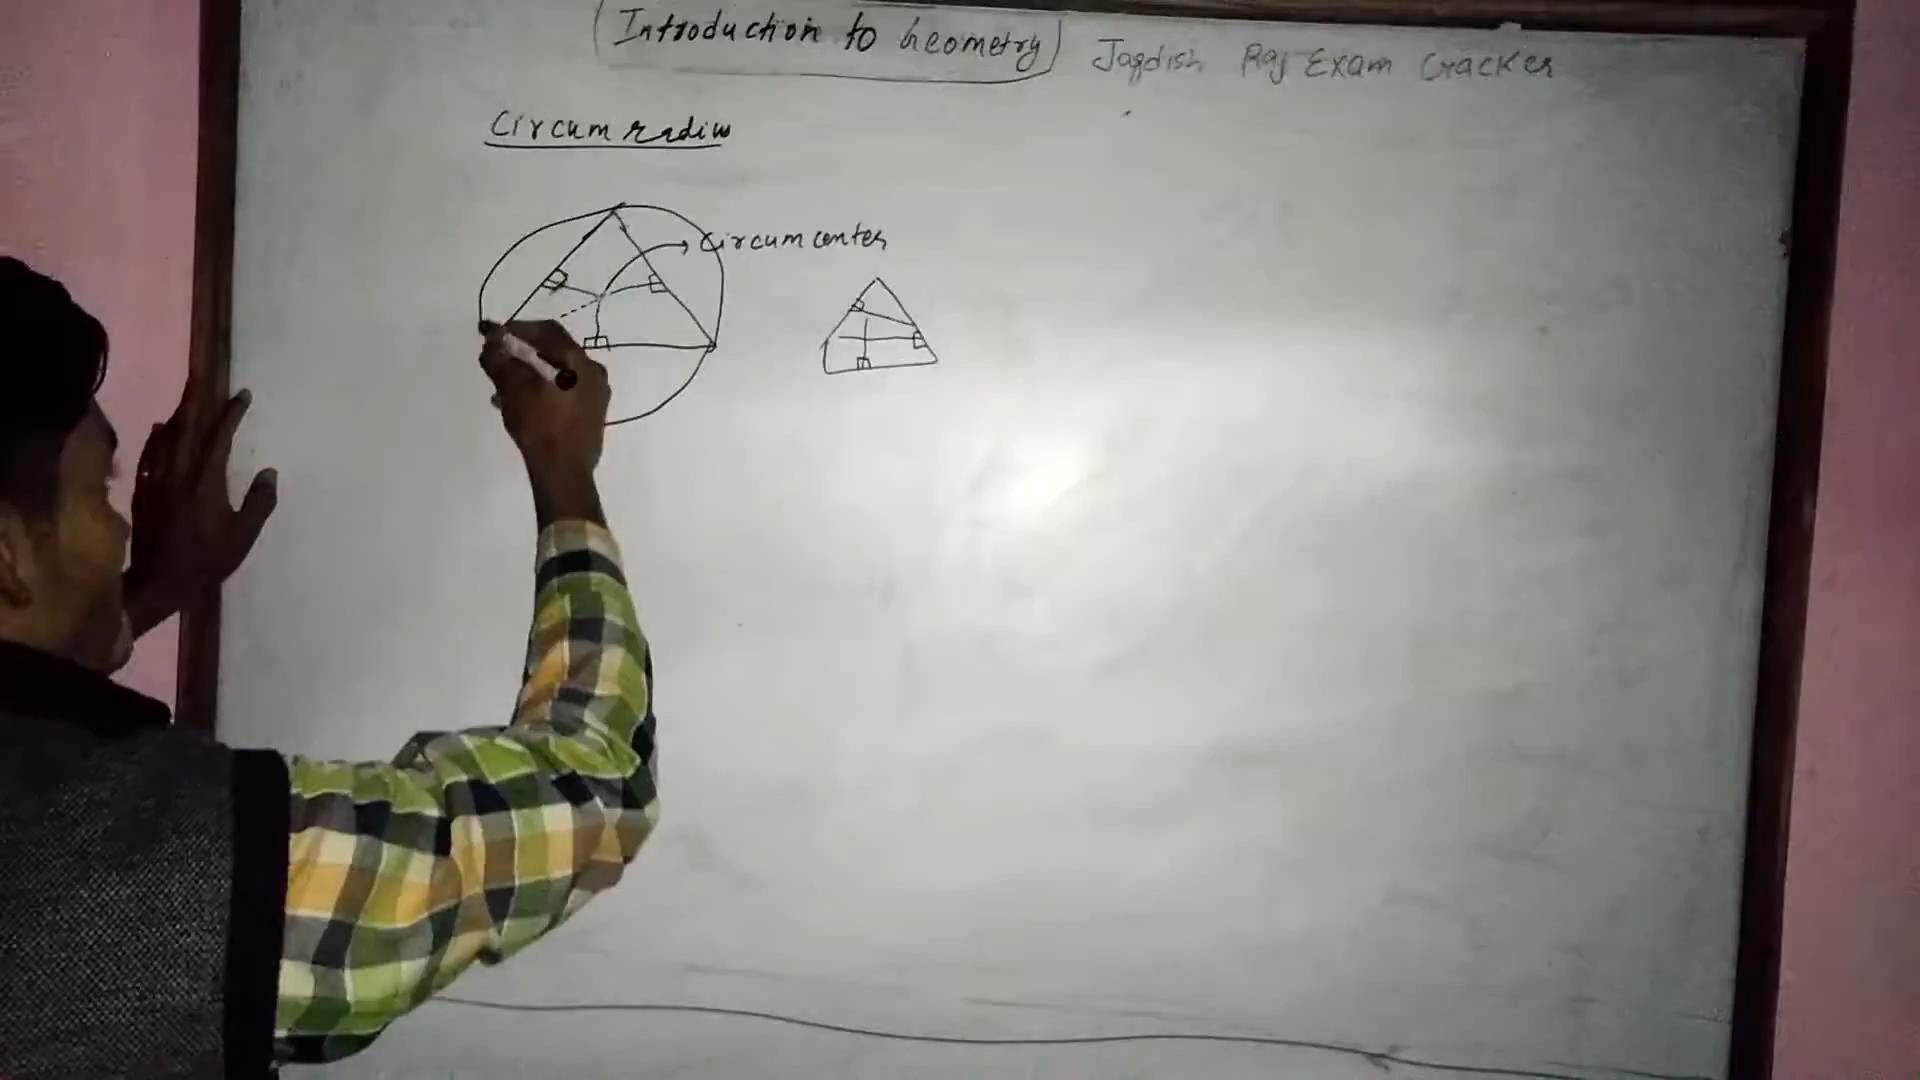 Introduction to Geometry Jagdish Raj Exam Cracker
Circum radius
Circum center